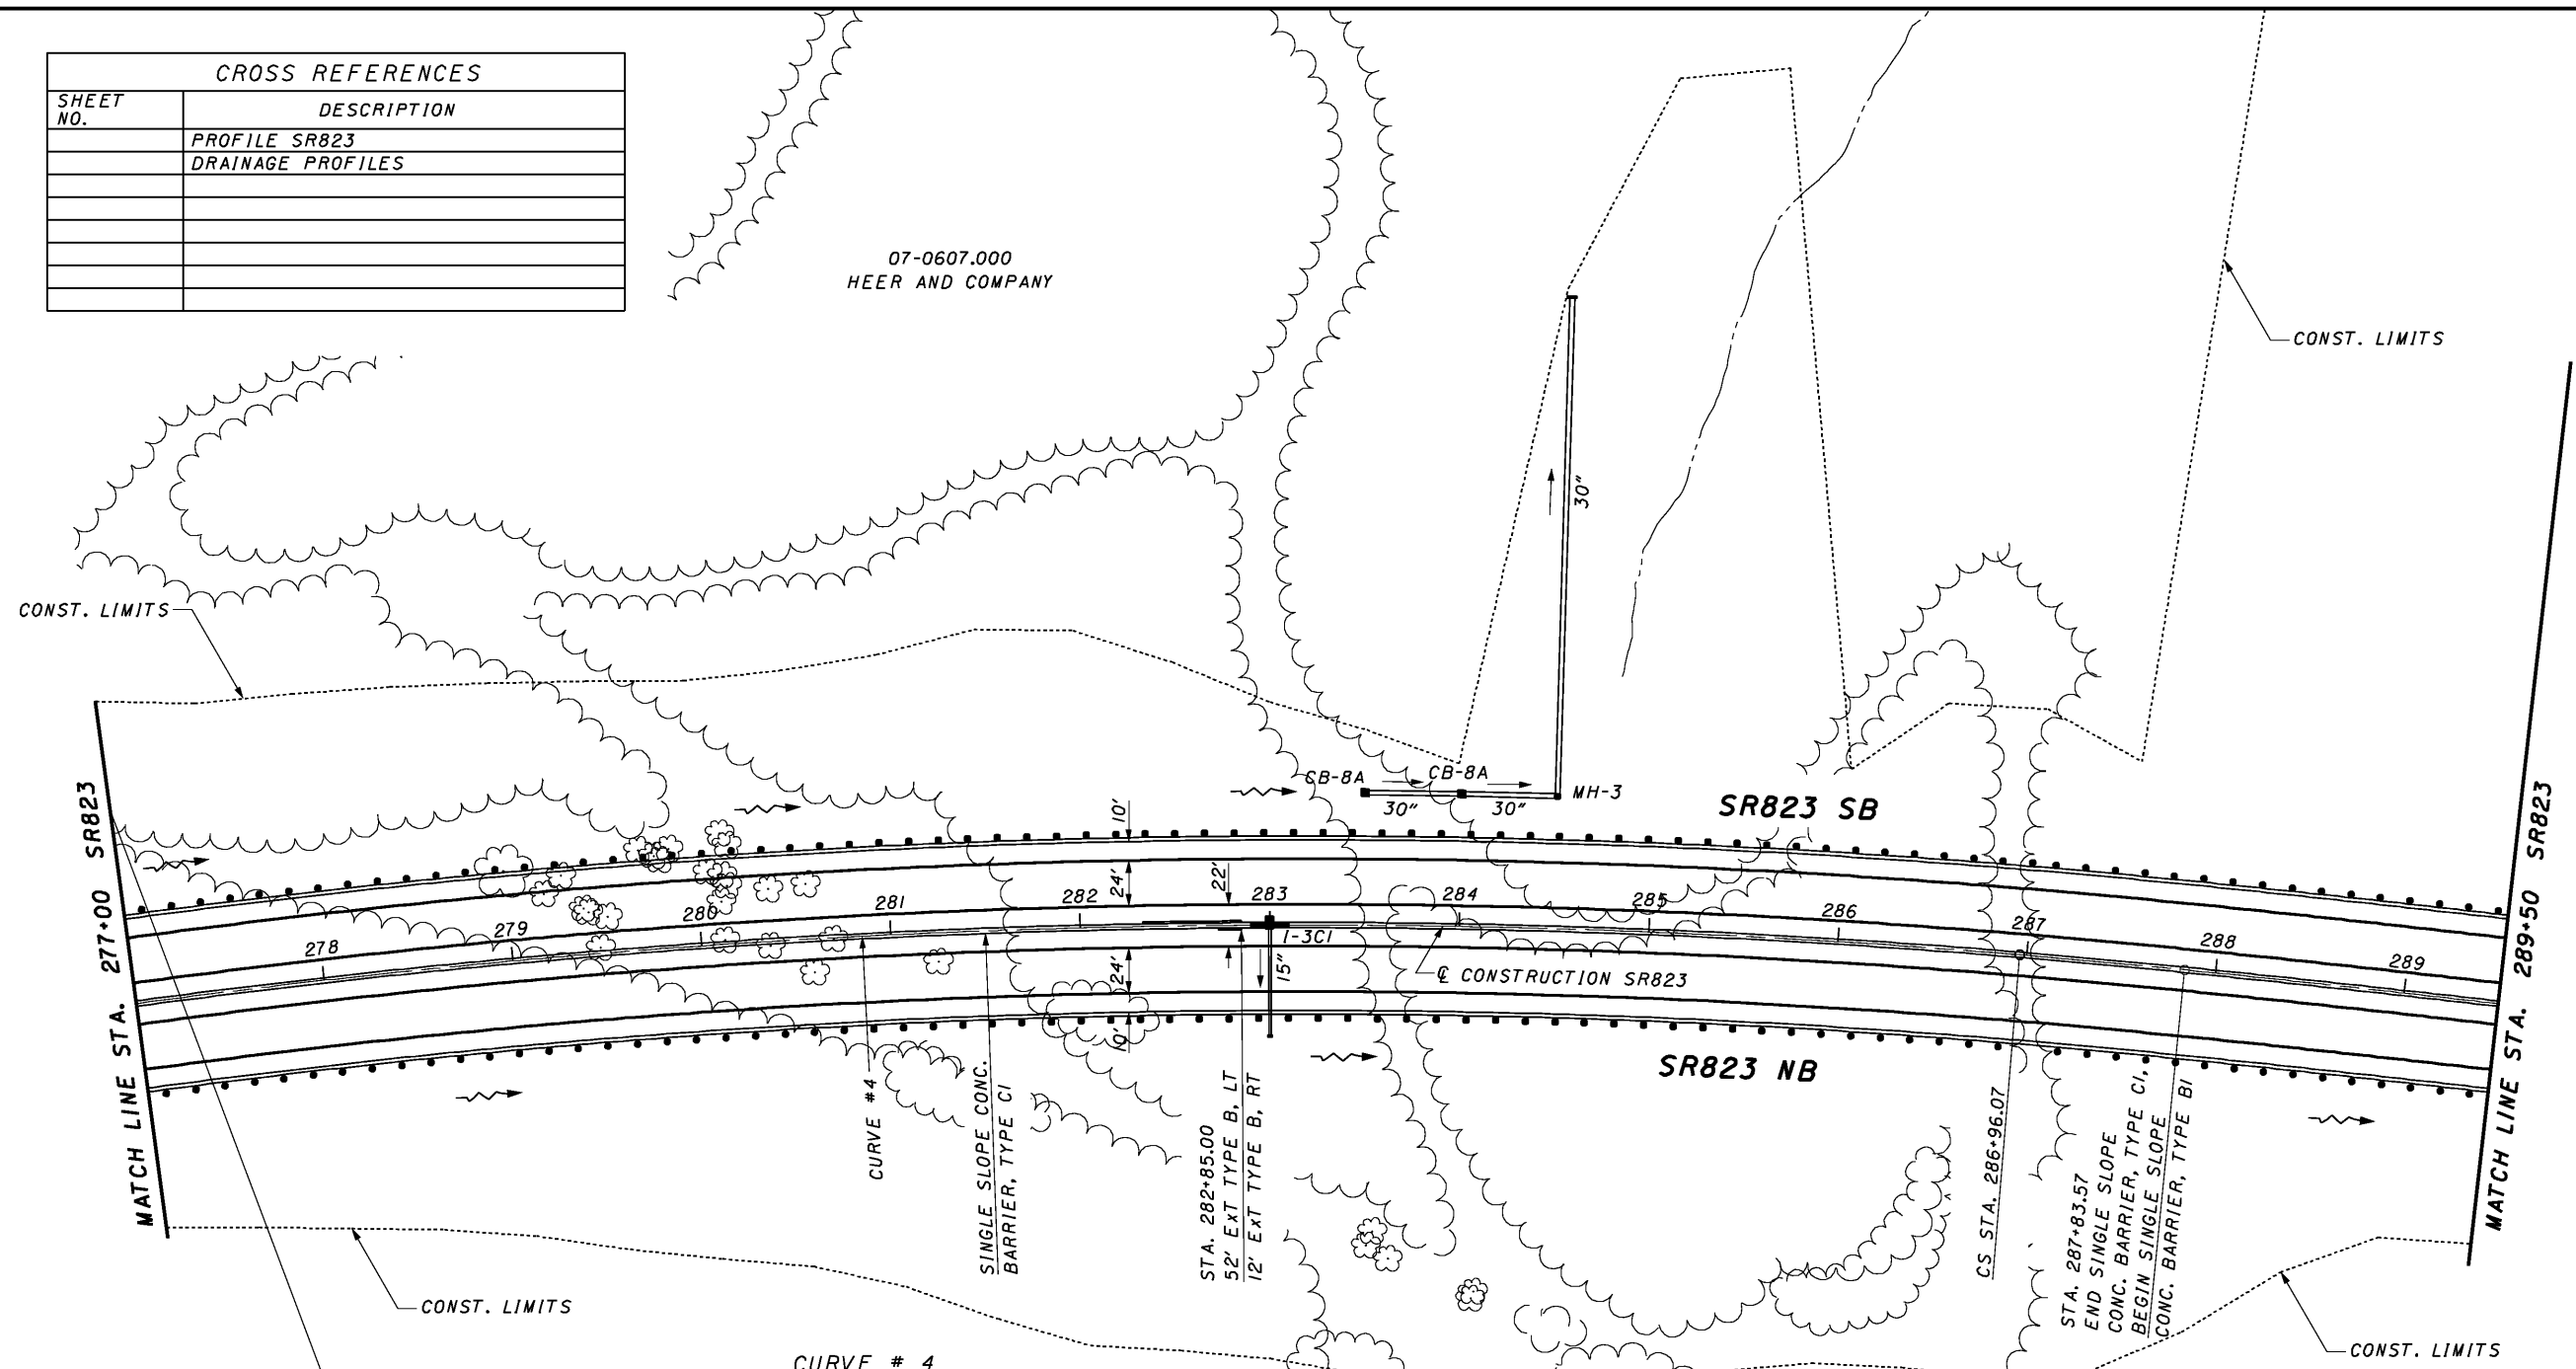 CROSS REFERENCES
SHEET NO.
DESCRIPTION
PROFILE SR823
DRAINAGE PROFILES
07-0607.000
HEER AND COMPANY
CONST. LIMITS
30"
CONST. LIMITS
CB-8A
CB-8A
30"
30"
MH-3
SR823 SB
10'
24'
22'
278
279
280
281
282
283
284
285
286
287
288
289
I-3C1
24'
15"
10'
℄ CONSTRUCTION SR823
SR823 NB
MATCH LINE STA. 277+00 SR823
MATCH LINE STA. 289+50 SR823
CURVE #4
SINGLE SLOPE CONC.
BARRIER, TYPE C1
STA. 282+85.00
52' EXT TYPE B, LT
12' EXT TYPE B, RT
CS STA. 286+96.07
STA. 287+83.57
END SINGLE SLOPE
CONC. BARRIER, TYPE C1,
BEGIN SINGLE SLOPE
CONC. BARRIER, TYPE B1
CONST. LIMITS
CONST. LIMITS
CURVE # 4